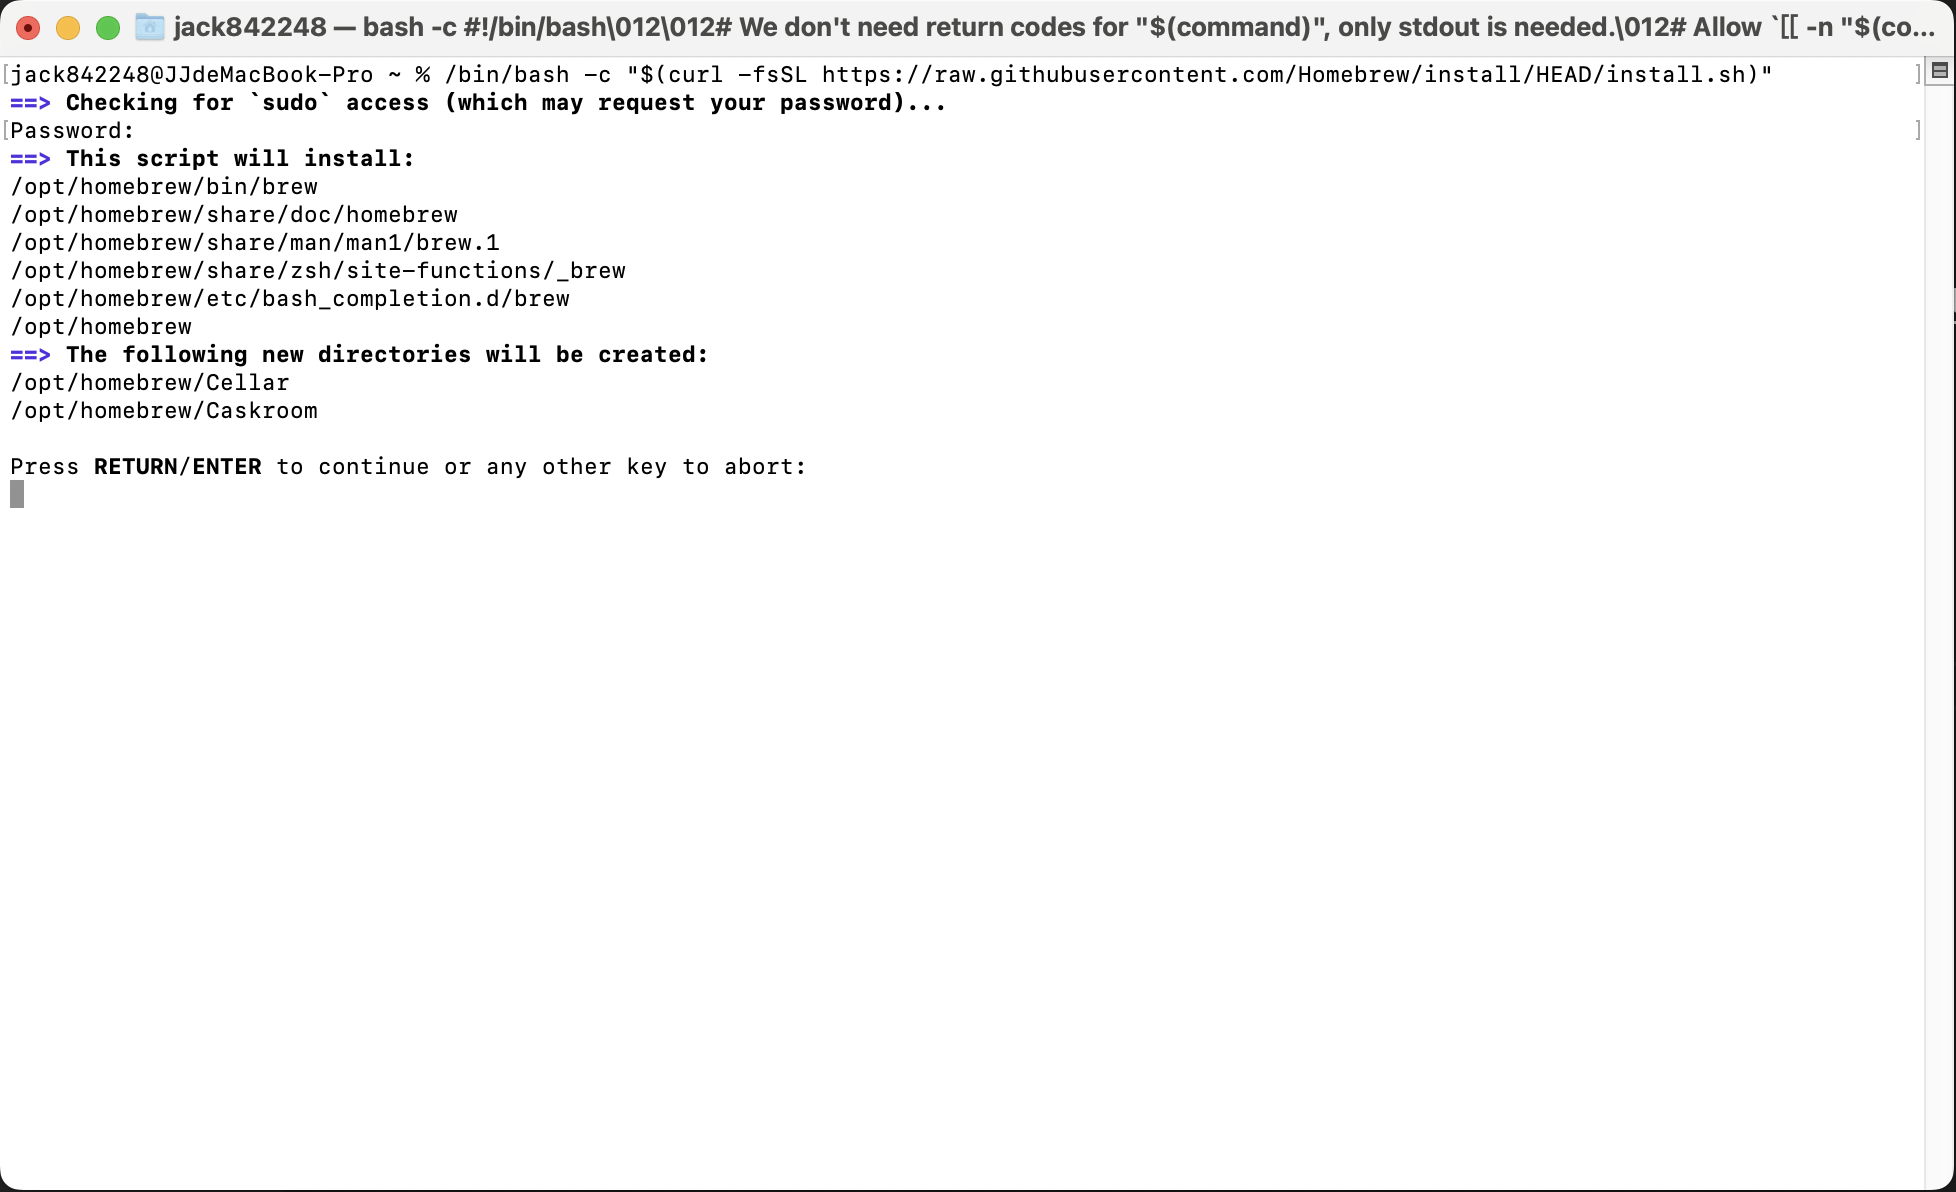 jack842248 — bash -c #!/bin/bash\012\012# We don't need return codes for "$(command)", only stdout is needed.\012# Allow `[[ -n "$(co...
[jack842248@JJdeMacBook-Pro ~ % /bin/bash -c "$(curl -fsSL https://raw.githubusercontent.com/Homebrew/install/HEAD/install.sh)" ]
==> Checking for `sudo` access (which may request your password)...
[Password: ]
==> This script will install:
/opt/homebrew/bin/brew
/opt/homebrew/share/doc/homebrew
/opt/homebrew/share/man/man1/brew.1
/opt/homebrew/share/zsh/site-functions/_brew
/opt/homebrew/etc/bash_completion.d/brew
/opt/homebrew
==> The following new directories will be created:
/opt/homebrew/Cellar
/opt/homebrew/Caskroom
Press RETURN/ENTER to continue or any other key to abort: